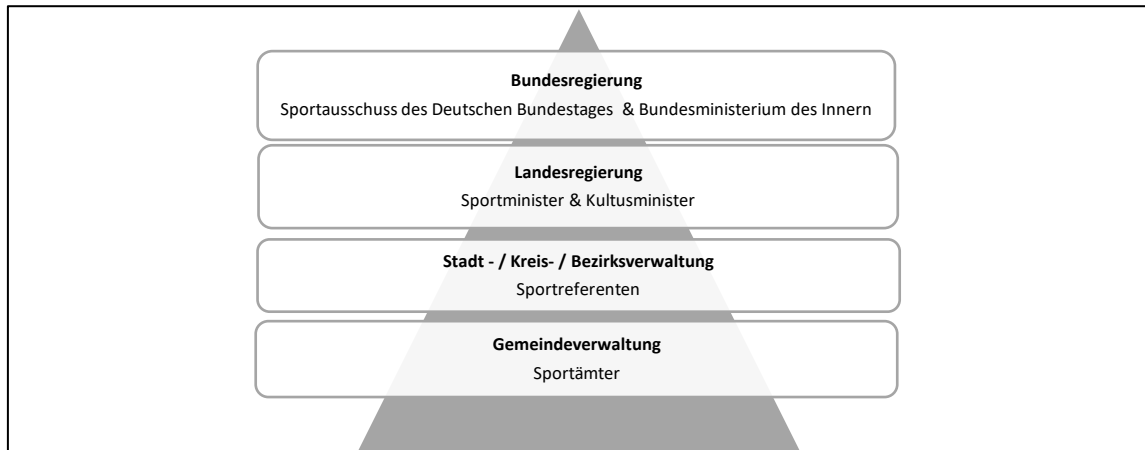 Bundesregierung
Sportausschuss des Deutschen Bundestages & Bundesministerium des Innern
Landesregierung
Sportminister & Kultusminister
Stadt - / Kreis- / Bezirksverwaltung
Sportreferenten
Gemeindeverwaltung
Sportämter